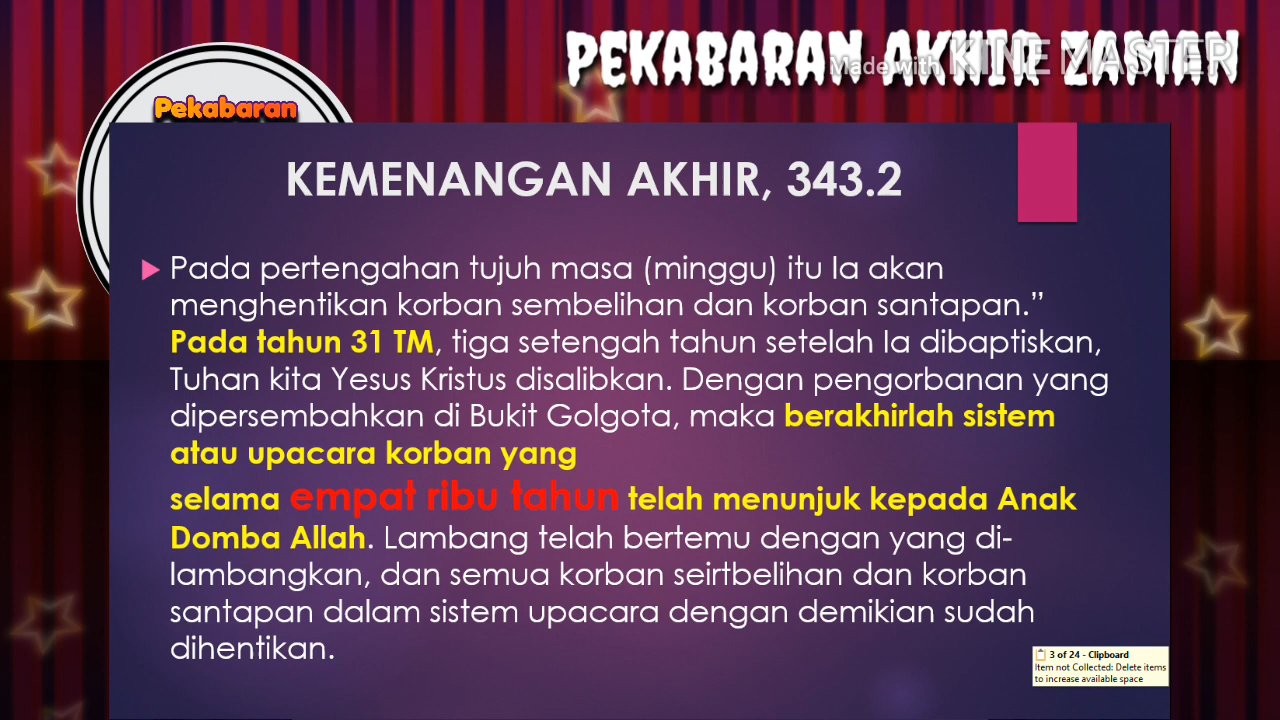 PEKABARAN AKHIR ZAMAN
Made with KINEMASTER
Pekabaran
KEMENANGAN AKHIR, 343.2
Pada pertengahan tujuh masa (minggu) itu Ia akan
menghentikan korban sembelihan dan korban santapan.”
Pada tahun 31 TM, tiga setengah tahun setelah Ia dibaptiskan,
Tuhan kita Yesus Kristus disalibkan. Dengan pengorbanan yang
dipersembahkan di Bukit Golgota, maka berakhirlah sistem
atau upacara korban yang
selama empat ribu tahun telah menunjuk kepada Anak
Domba Allah. Lambang telah bertemu dengan yang di-
lambangkan, dan semua korban seirtbelihan dan korban
santapan dalam sistem upacara dengan demikian sudah
dihentikan.
3 of 24 - Clipboard
Item not Collected: Delete items
to increase available space